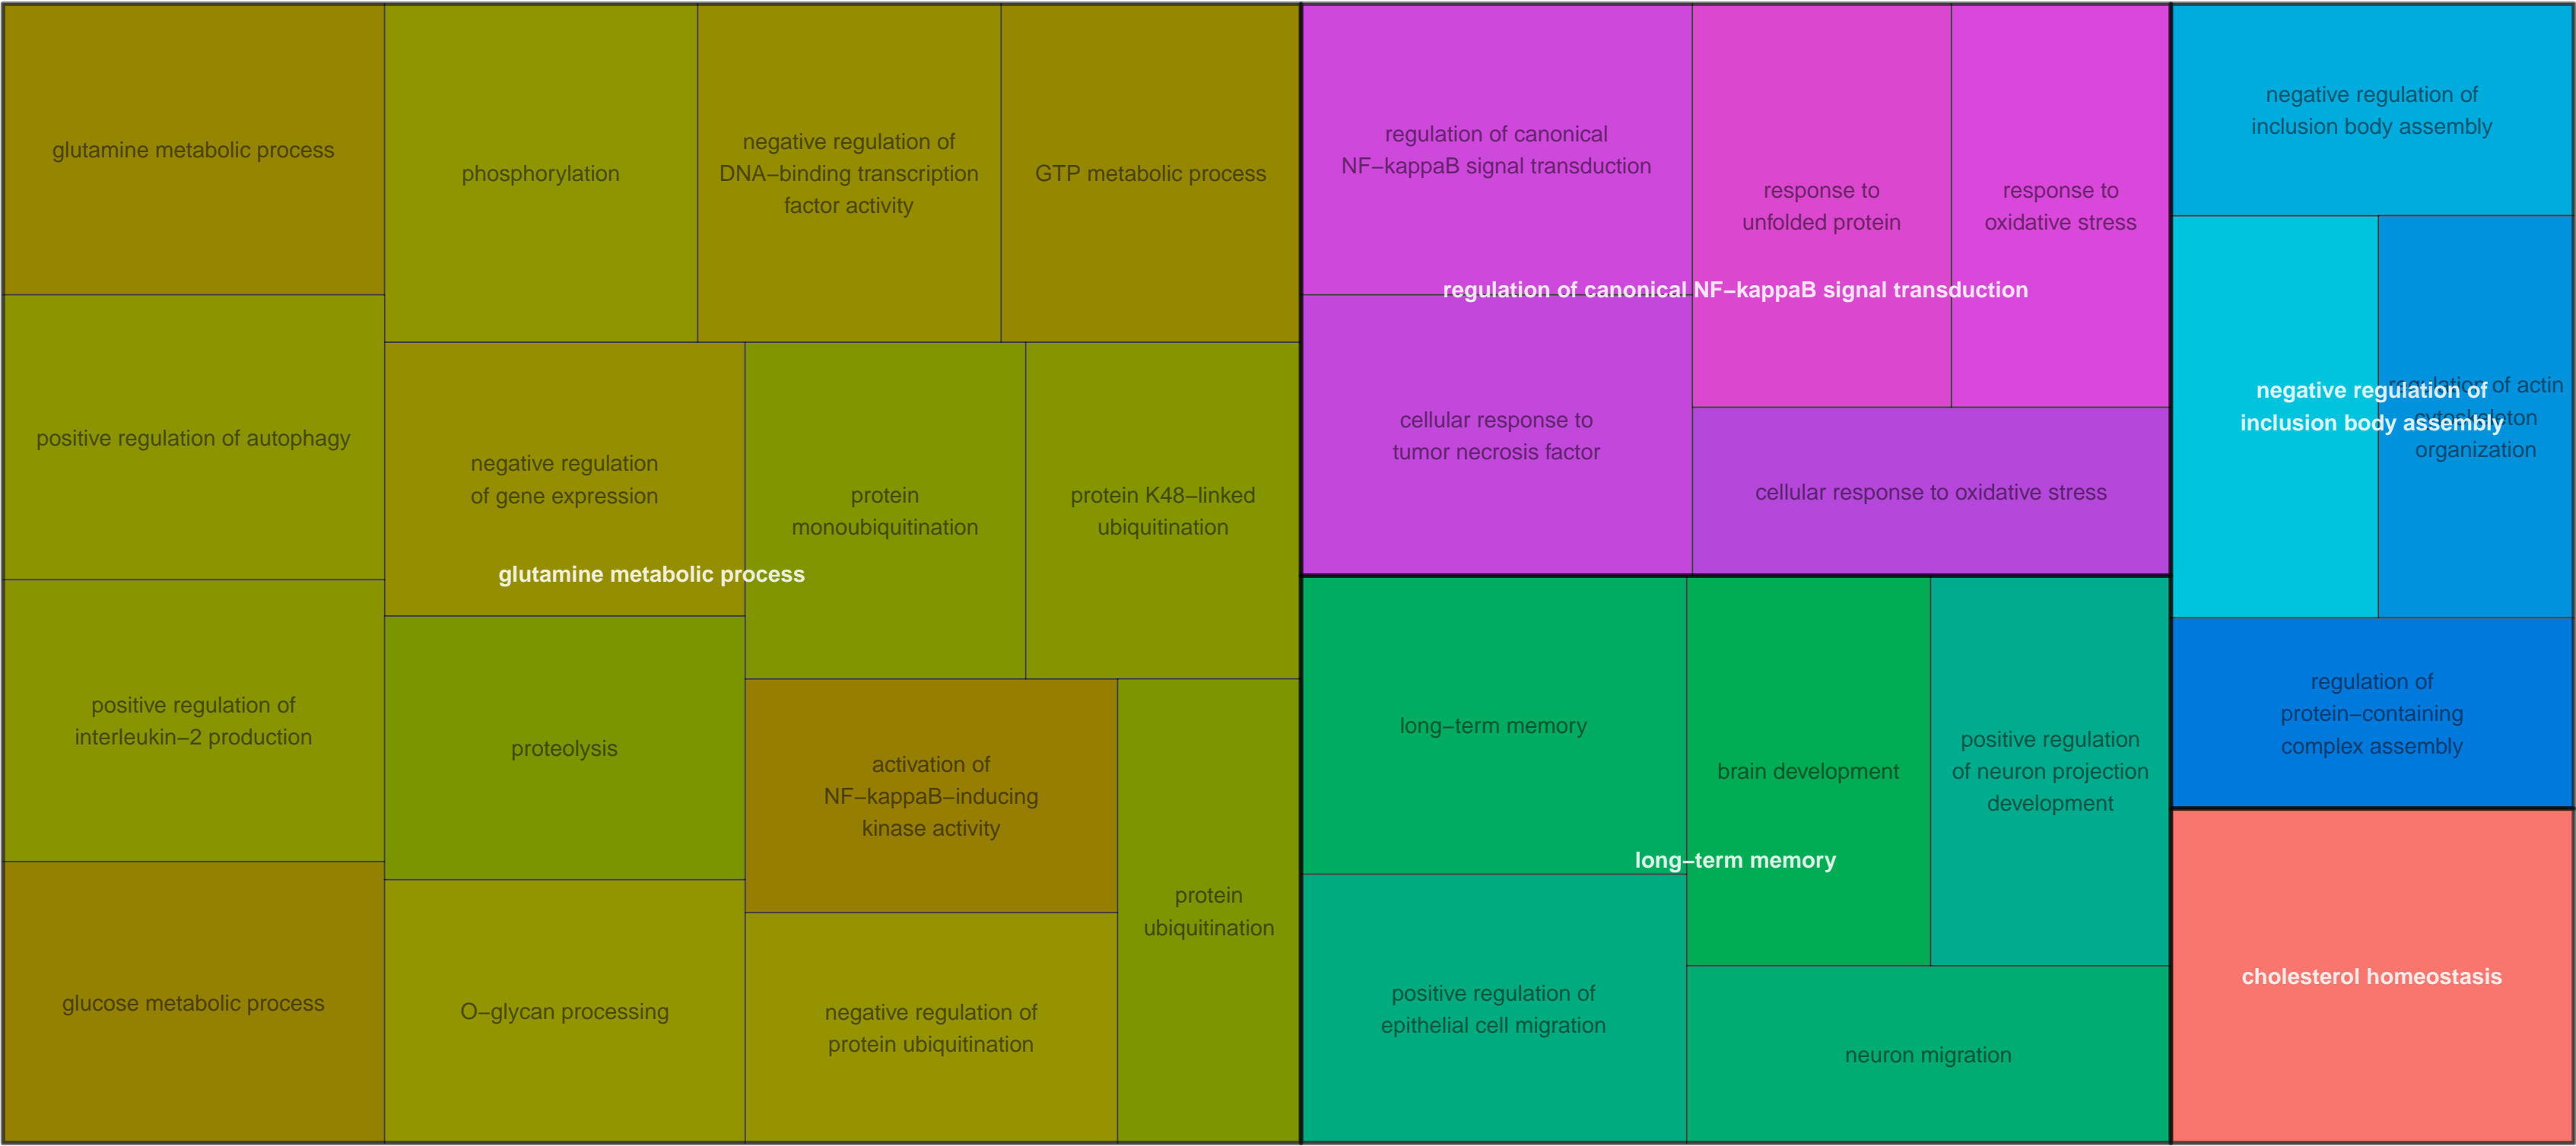 glutamine metabolic process
phosphorylation
negative regulation of
DNA−binding transcription
factor activity
GTP metabolic process
positive regulation of autophagy
negative regulation
of gene expression
protein
monoubiquitination
protein K48−linked
ubiquitination
glutamine metabolic process
positive regulation of
interleukin−2 production
proteolysis
activation of
NF−kappaB−inducing
kinase activity
protein
ubiquitination
glucose metabolic process
O−glycan processing
negative regulation of
protein ubiquitination
regulation of canonical
NF−kappaB signal transduction
response to
unfolded protein
response to
oxidative stress
regulation of canonical NF−kappaB signal transduction
cellular response to
tumor necrosis factor
cellular response to oxidative stress
long−term memory
brain development
positive regulation
of neuron projection
development
long−term memory
positive regulation of
epithelial cell migration
neuron migration
negative regulation of
inclusion body assembly
negative regulation of
inclusion body assembly
regulation of actin
cytoskeleton
organization
regulation of
protein−containing
complex assembly
cholesterol homeostasis